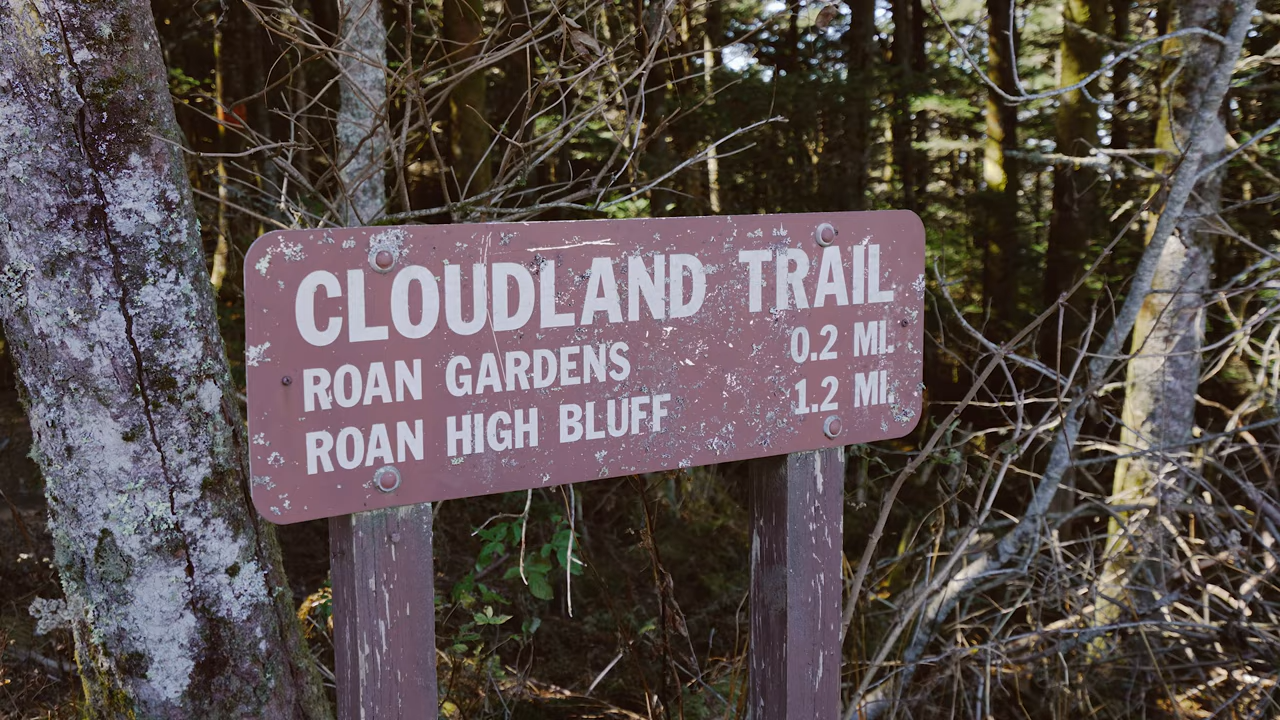 CLOUDLAND TRAIL
ROAN GARDENS 0.2 MI.
ROAN HIGH BLUFF 1.2 MI.